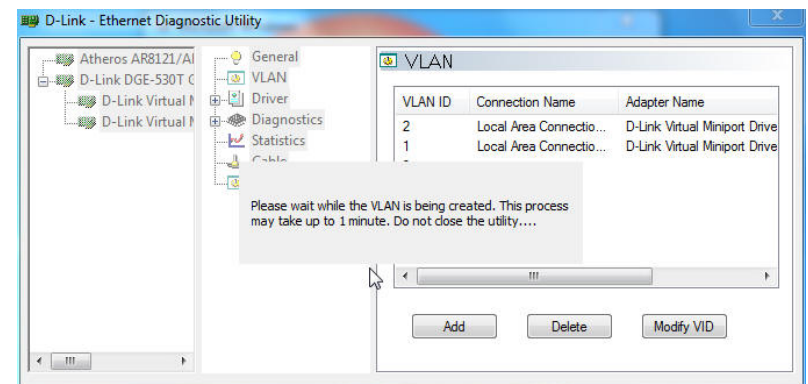 D-Link - Ethernet Diagnostic Utility
Atheros AR8121/A
D-Link DGE-530T
D-Link Virtual
D-Link Virtual
General
VLAN
Driver
Diagnostics
Statistics
Cable
VLAN
VLAN ID Connection Name Adapter Name
2 Local Area Connectio... D-Link Virtual Miniport Drive
1 Local Area Connectio... D-Link Virtual Miniport Drive
Please wait while the VLAN is being created. This process
may take up to 1 minute. Do not close the utility....
Add Delete Modify VID